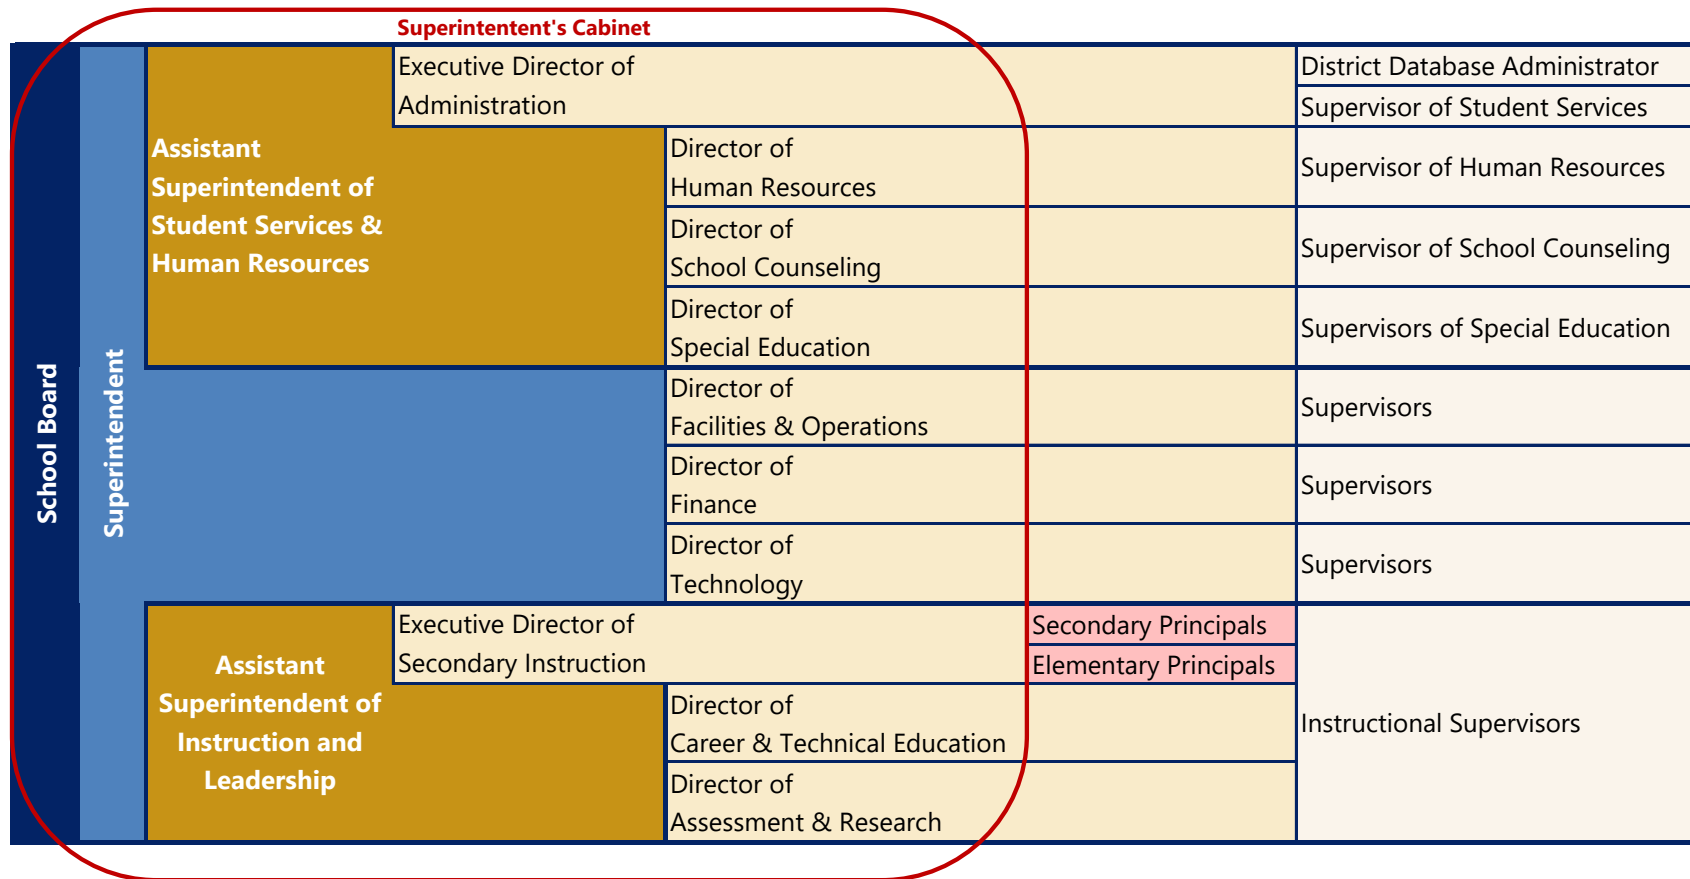 Superintentent's Cabinet
School Board
Superintendent
Assistant
Superintendent of
Student Services &
Human Resources
Executive Director of
Administration
District Database Administrator
Supervisor of Student Services
Director of
Human Resources
Supervisor of Human Resources
Director of
School Counseling
Supervisor of School Counseling
Director of
Special Education
Supervisors of Special Education
Director of
Facilities & Operations
Supervisors
Director of
Finance
Supervisors
Director of
Technology
Supervisors
Assistant
Superintendent of
Instruction and
Leadership
Executive Director of
Secondary Instruction
Secondary Principals
Elementary Principals
Director of
Career & Technical Education
Director of
Assessment & Research
Instructional Supervisors